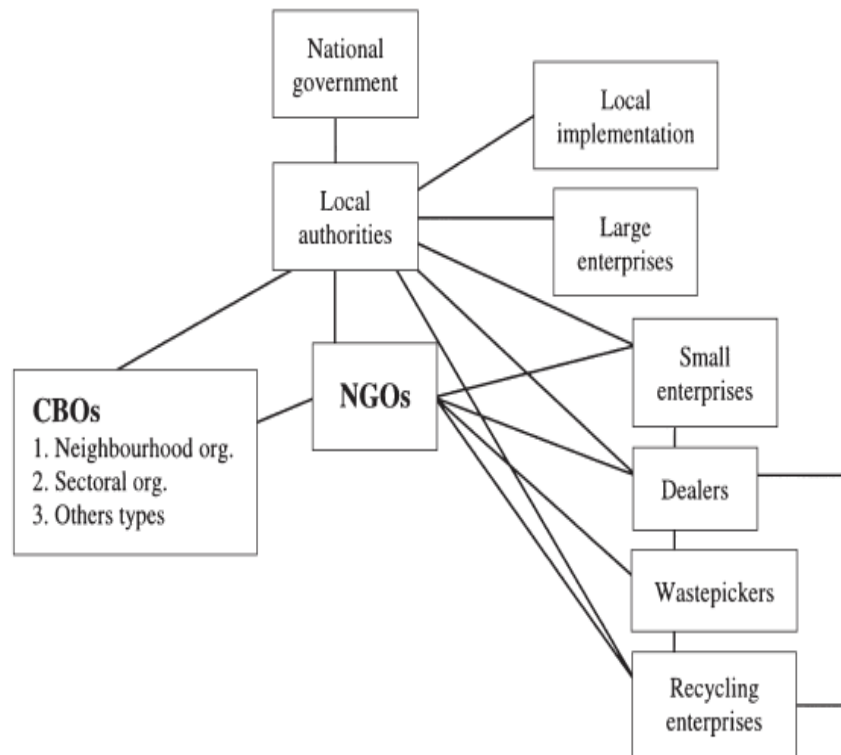 National
government
Local
implementation
Local
authorities
Large
enterprises
Small
enterprises
CBOs
1. Neighbourhood org.
2. Sectoral org.
3. Others types
NGOs
Dealers
Wastepickers
Recycling
enterprises